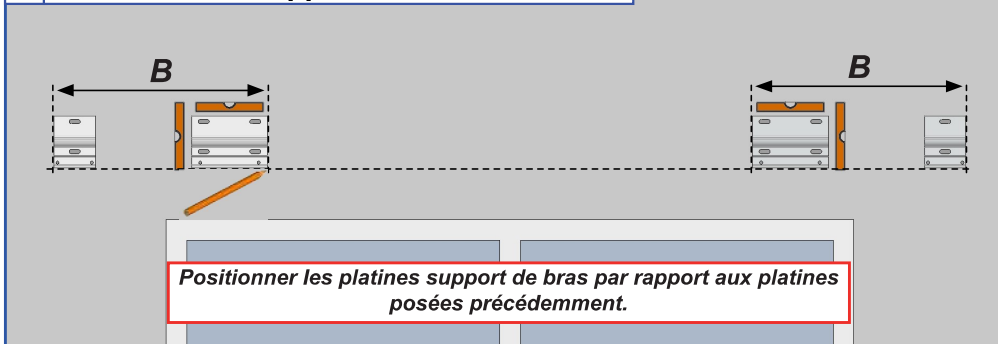 B
B
Positionner les platines support de bras par rapport aux platines
posées précédemment.